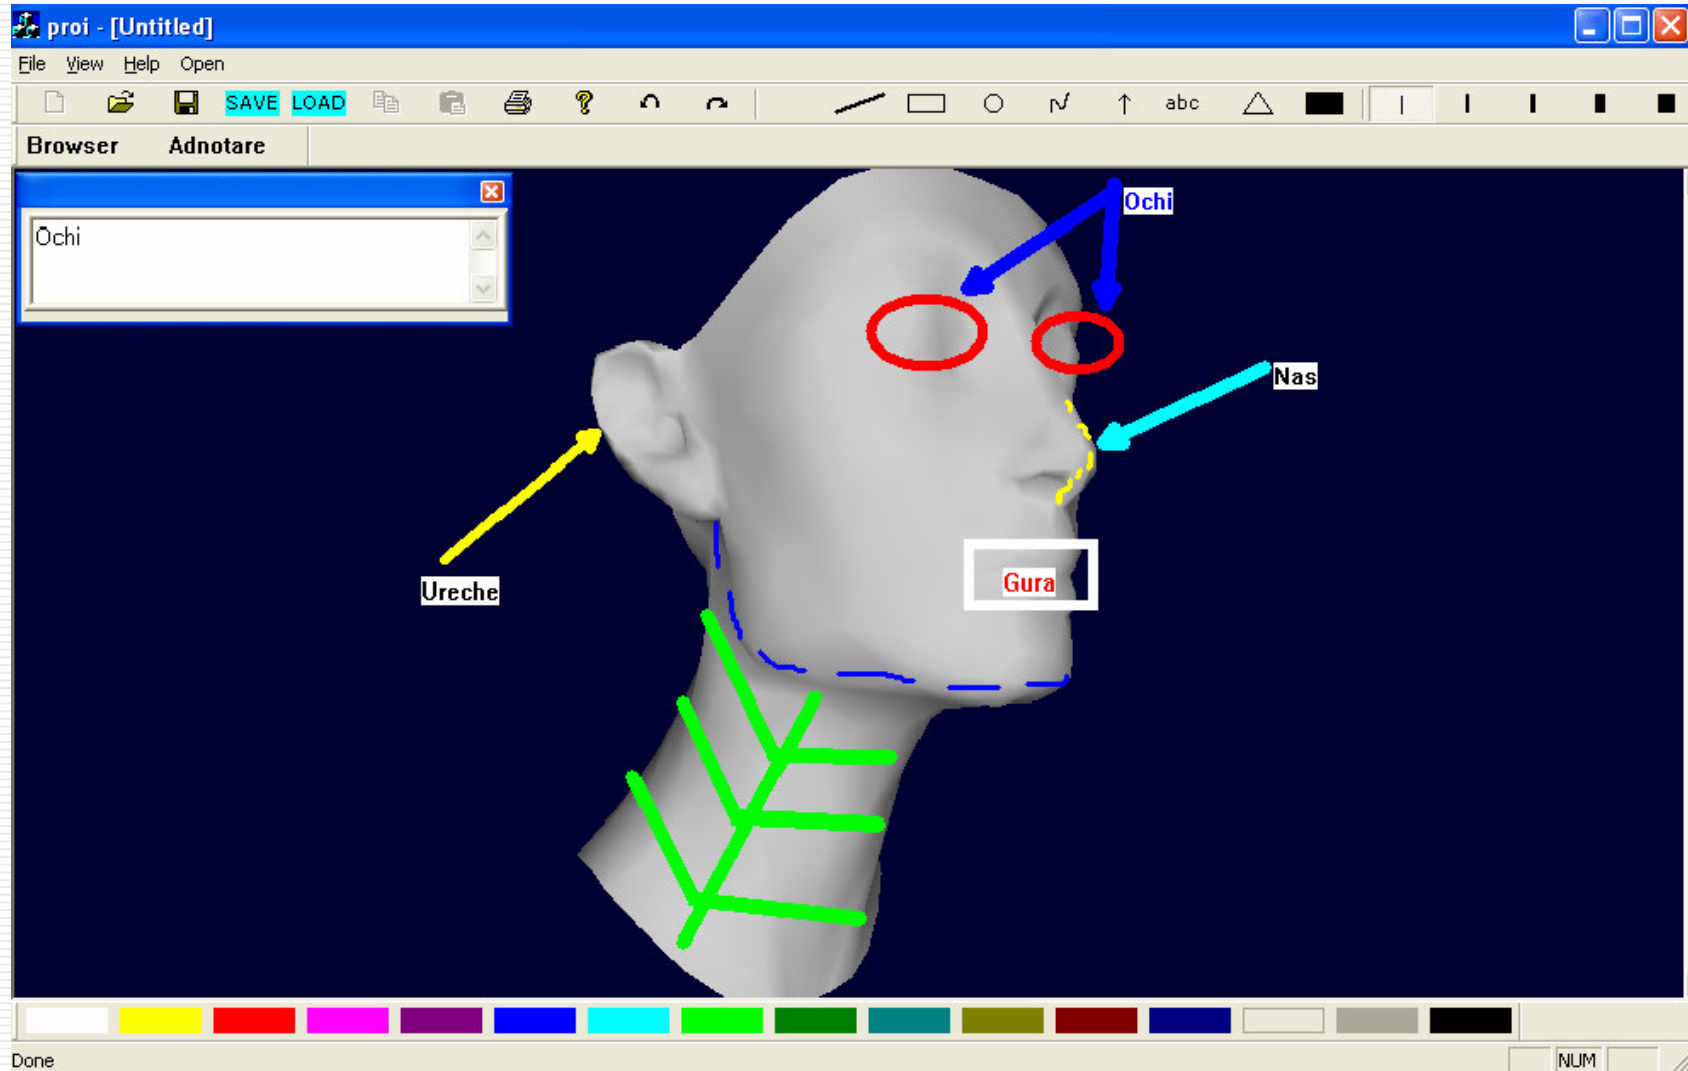 proi - [Untitled]
File View Help Open
SAVE LOAD abc
Browser Adnotare
Ochi
Ochi
Nas
Ureche
Gura
Done NUM